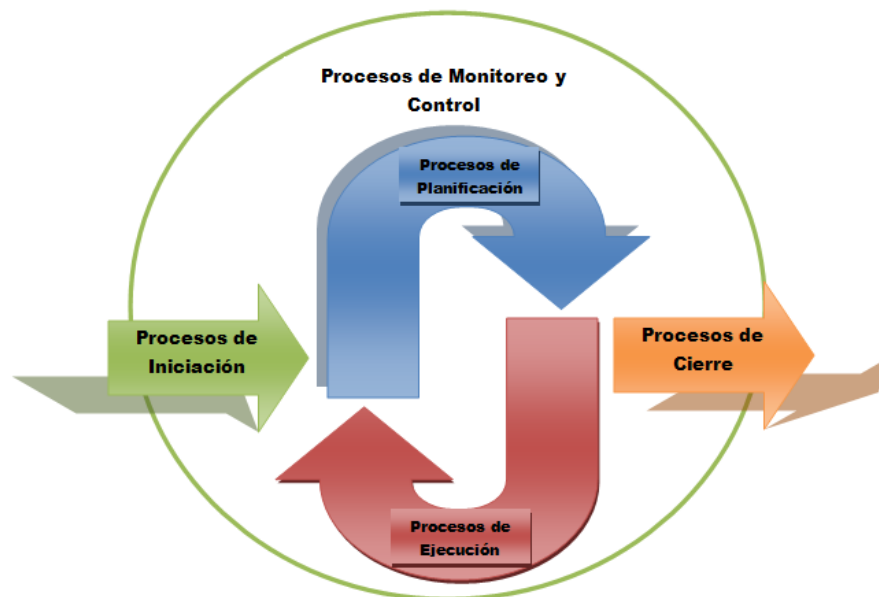 Procesos de Monitoreo y
Control
Procesos de
Planificación
Procesos de
Iniciación
Procesos de
Cierre
Procesos de
Ejecución